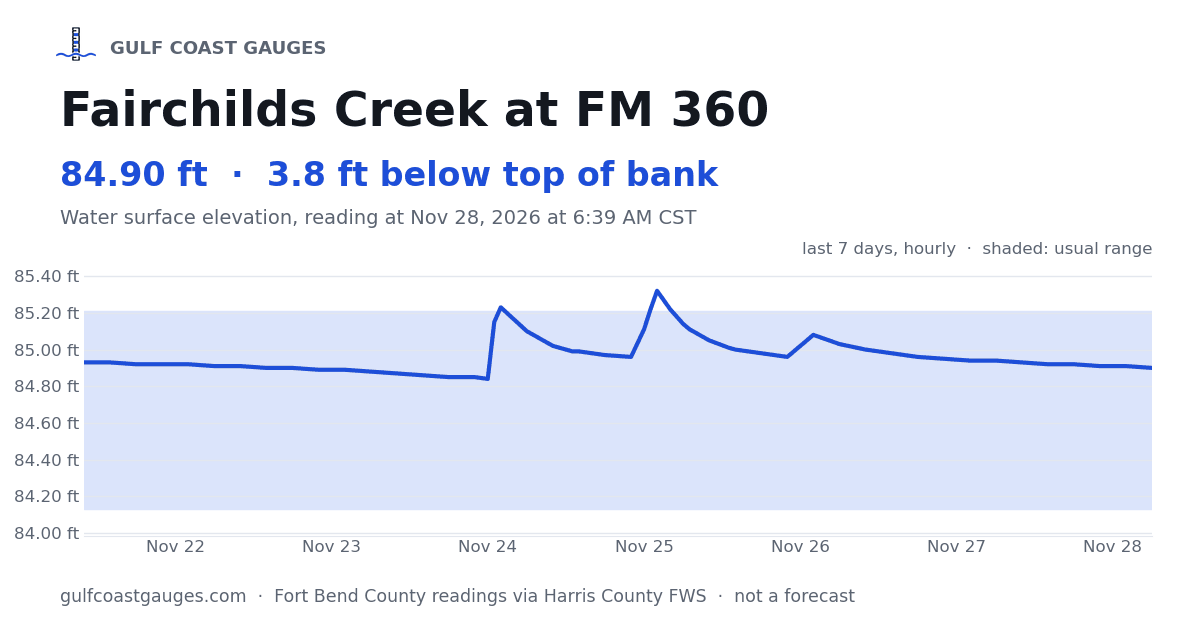 GULF COAST GAUGES
Fairchilds Creek at FM 360
84.90 ft · 3.8 ft below top of bank
Water surface elevation, reading at Nov 28, 2026 at 6:39 AM CST
last 7 days, hourly · shaded: usual range
85.40 ft
85.20 ft
85.00 ft
84.80 ft
84.60 ft
84.40 ft
84.20 ft
84.00 ft
Nov 22 Nov 23 Nov 24 Nov 25 Nov 26 Nov 27 Nov 28
gulfcoastgauges.com · Fort Bend County readings via Harris County FWS · not a forecast